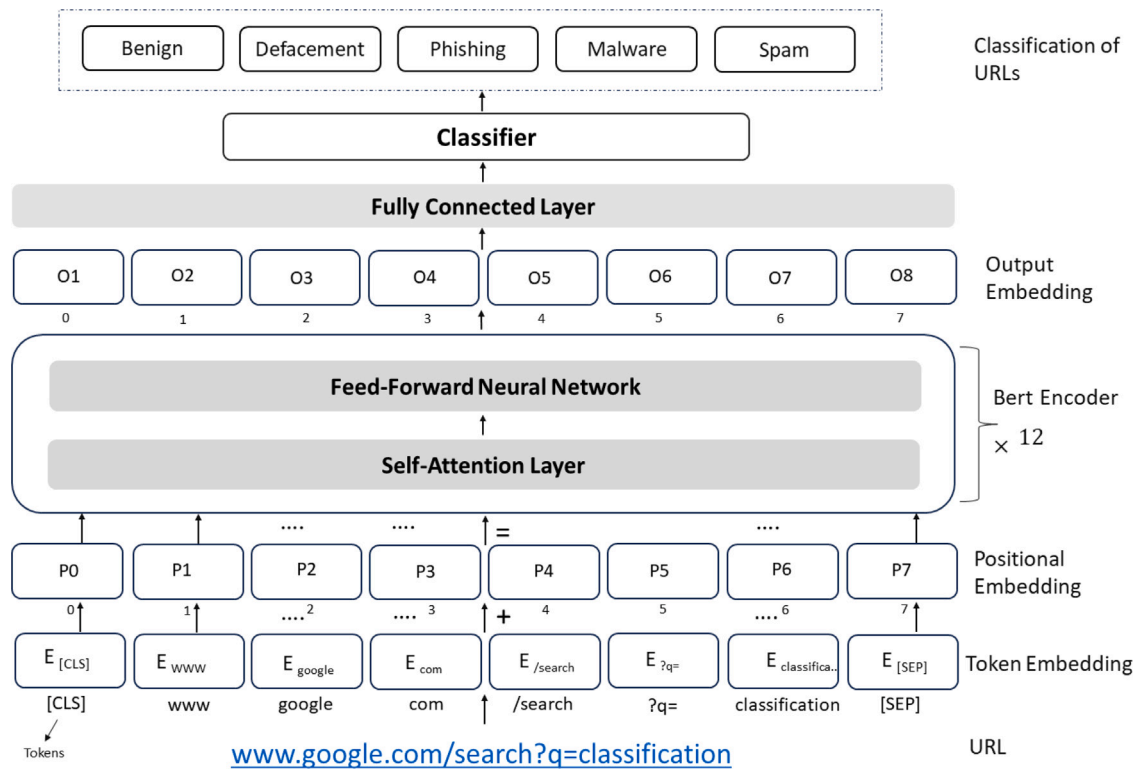 Benign Defacement Phishing Malware Spam
Classification of
URLs
Classifier
Fully Connected Layer
O1 O2 O3 O4 O5 O6 O7 O8
Output
Embedding
0 1 2 3 4 5 6 7
Feed-Forward Neural Network
Bert Encoder
× 12
Self-Attention Layer
.... .... = ....
P0 P1 P2 P3 P4 P5 P6 P7
Positional
Embedding
0 1 ....2 .... 3 + 4 5 ....6 7
E [CLS] E www E google E com E /search E ?q= E classifica.. E [SEP]
Token Embedding
[CLS] www google com /search ?q= classification [SEP]
Tokens
www.google.com/search?q=classification
URL